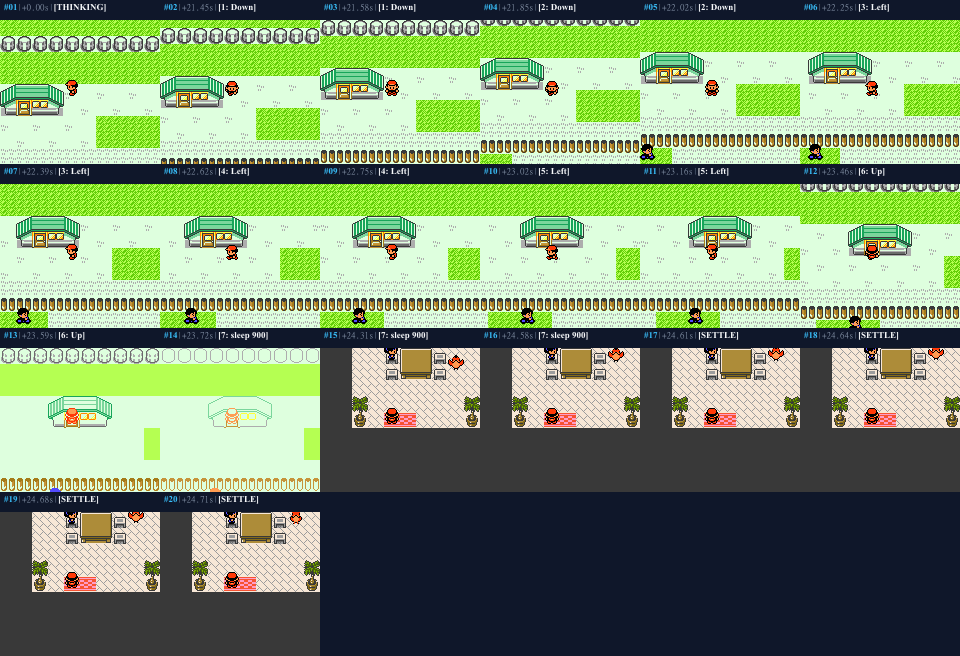 #01|+0.00s|[THINKING]
#02|+21.45s|[1: Down]
#03|+21.58s|[1: Down]
#04|+21.85s|[2: Down]
#05|+22.02s|[2: Down]
#06|+22.25s|[3: Left]
#07|+22.39s|[3: Left]
#08|+22.62s|[4: Left]
#09|+22.75s|[4: Left]
#10|+23.02s|[5: Left]
#11|+23.16s|[5: Left]
#12|+23.46s|[6: Up]
#13|+23.59s|[6: Up]
#14|+23.72s|[7: sleep 900]
#15|+24.31s|[7: sleep 900]
#16|+24.58s|[7: sleep 900]
#17|+24.61s|[SETTLE]
#18|+24.64s|[SETTLE]
#19|+24.68s|[SETTLE]
#20|+24.71s|[SETTLE]